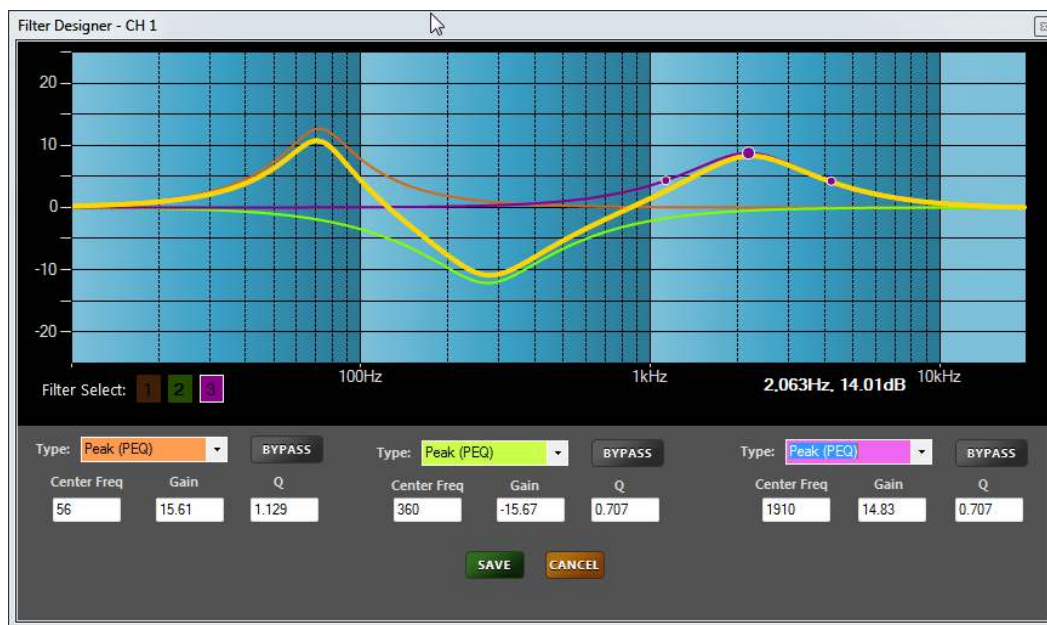 Filter Designer - CH 1
20
10
0
-10
-20
100Hz
1kHz
10kHz
2,063Hz, 14.01dB
Filter Select: 1 2 3
Type: Peak (PEQ) BYPASS
Center Freq Gain Q
56 15.61 1.129
Type: Peak (PEQ) BYPASS
Center Freq Gain Q
360 -15.67 0.707
Type: Peak (PEQ) BYPASS
Center Freq Gain Q
1910 14.83 0.707
SAVE CANCEL